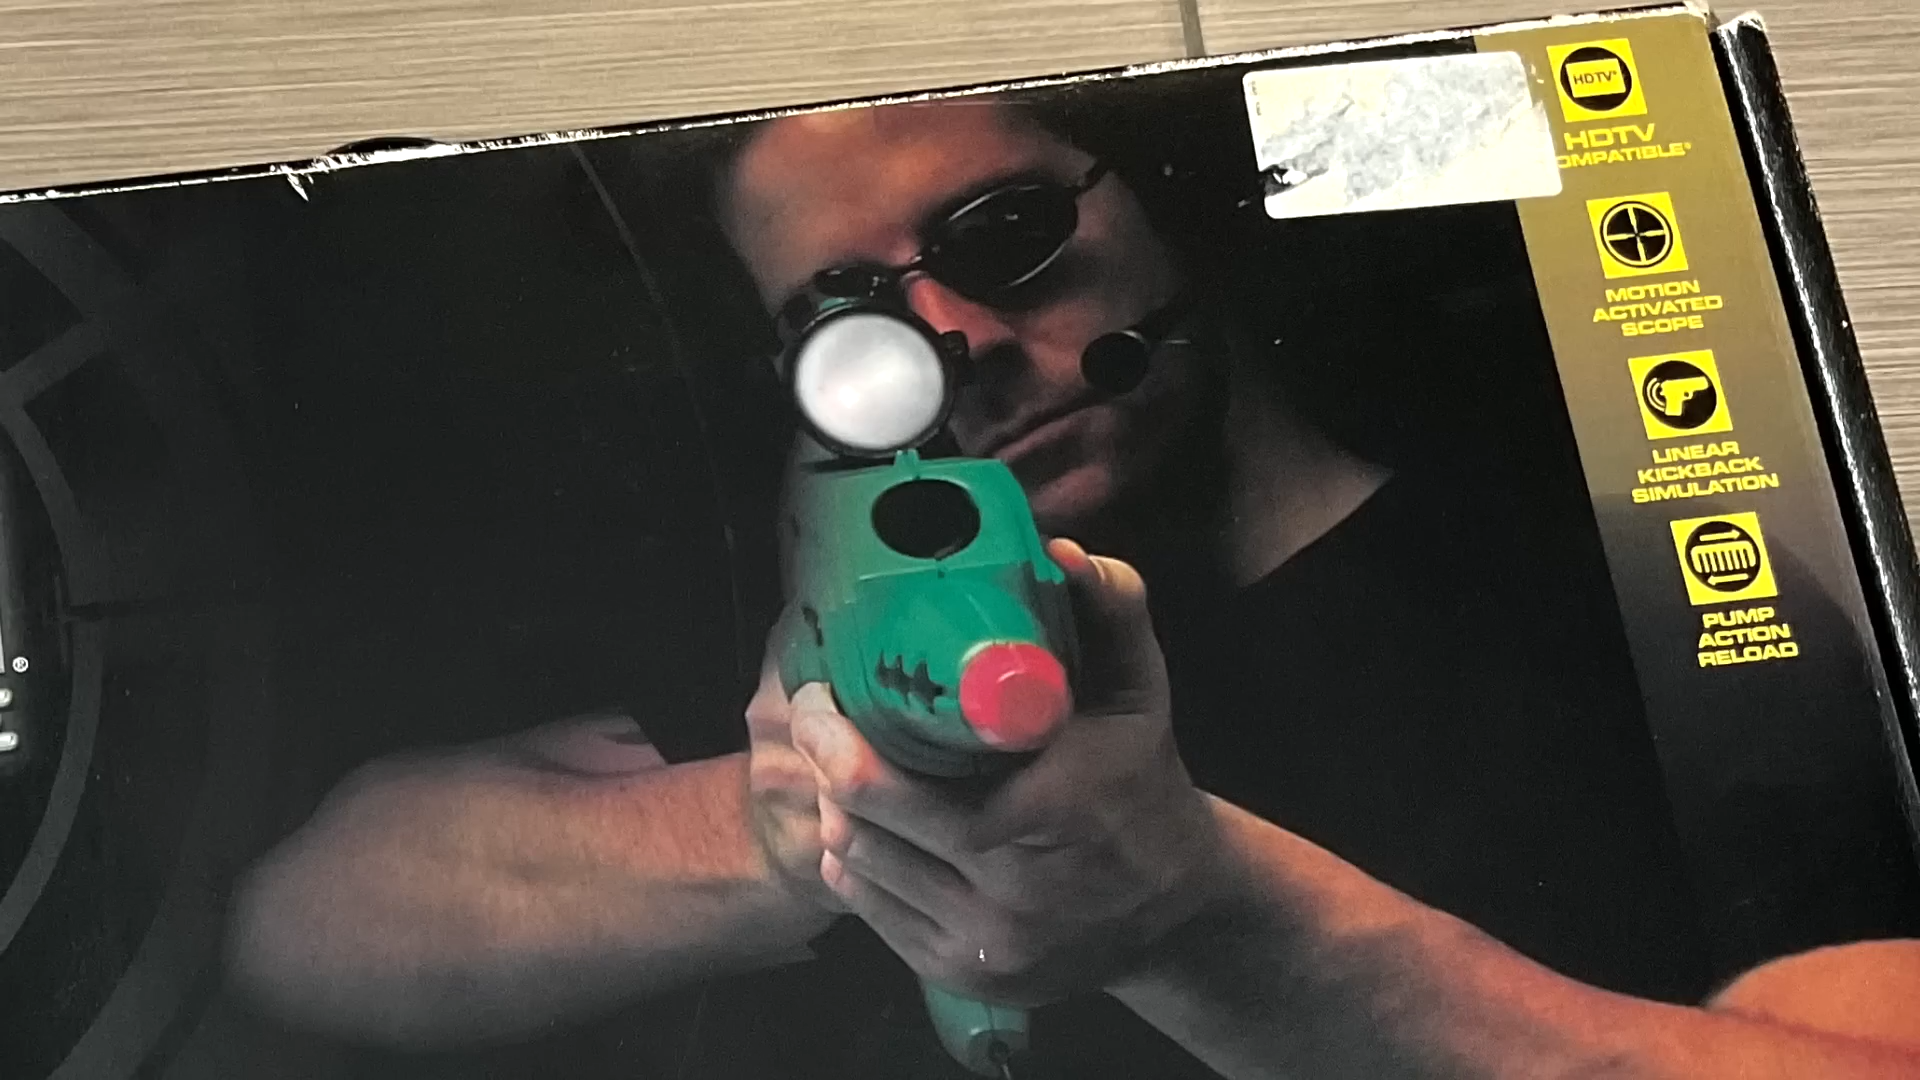 HDTV
HDTV
OMPATIBLE*
MOTION
ACTIVATED
SCOPE
LINEAR
KICKBACK
SIMULATION
PUMP
ACTION
RELOAD
®